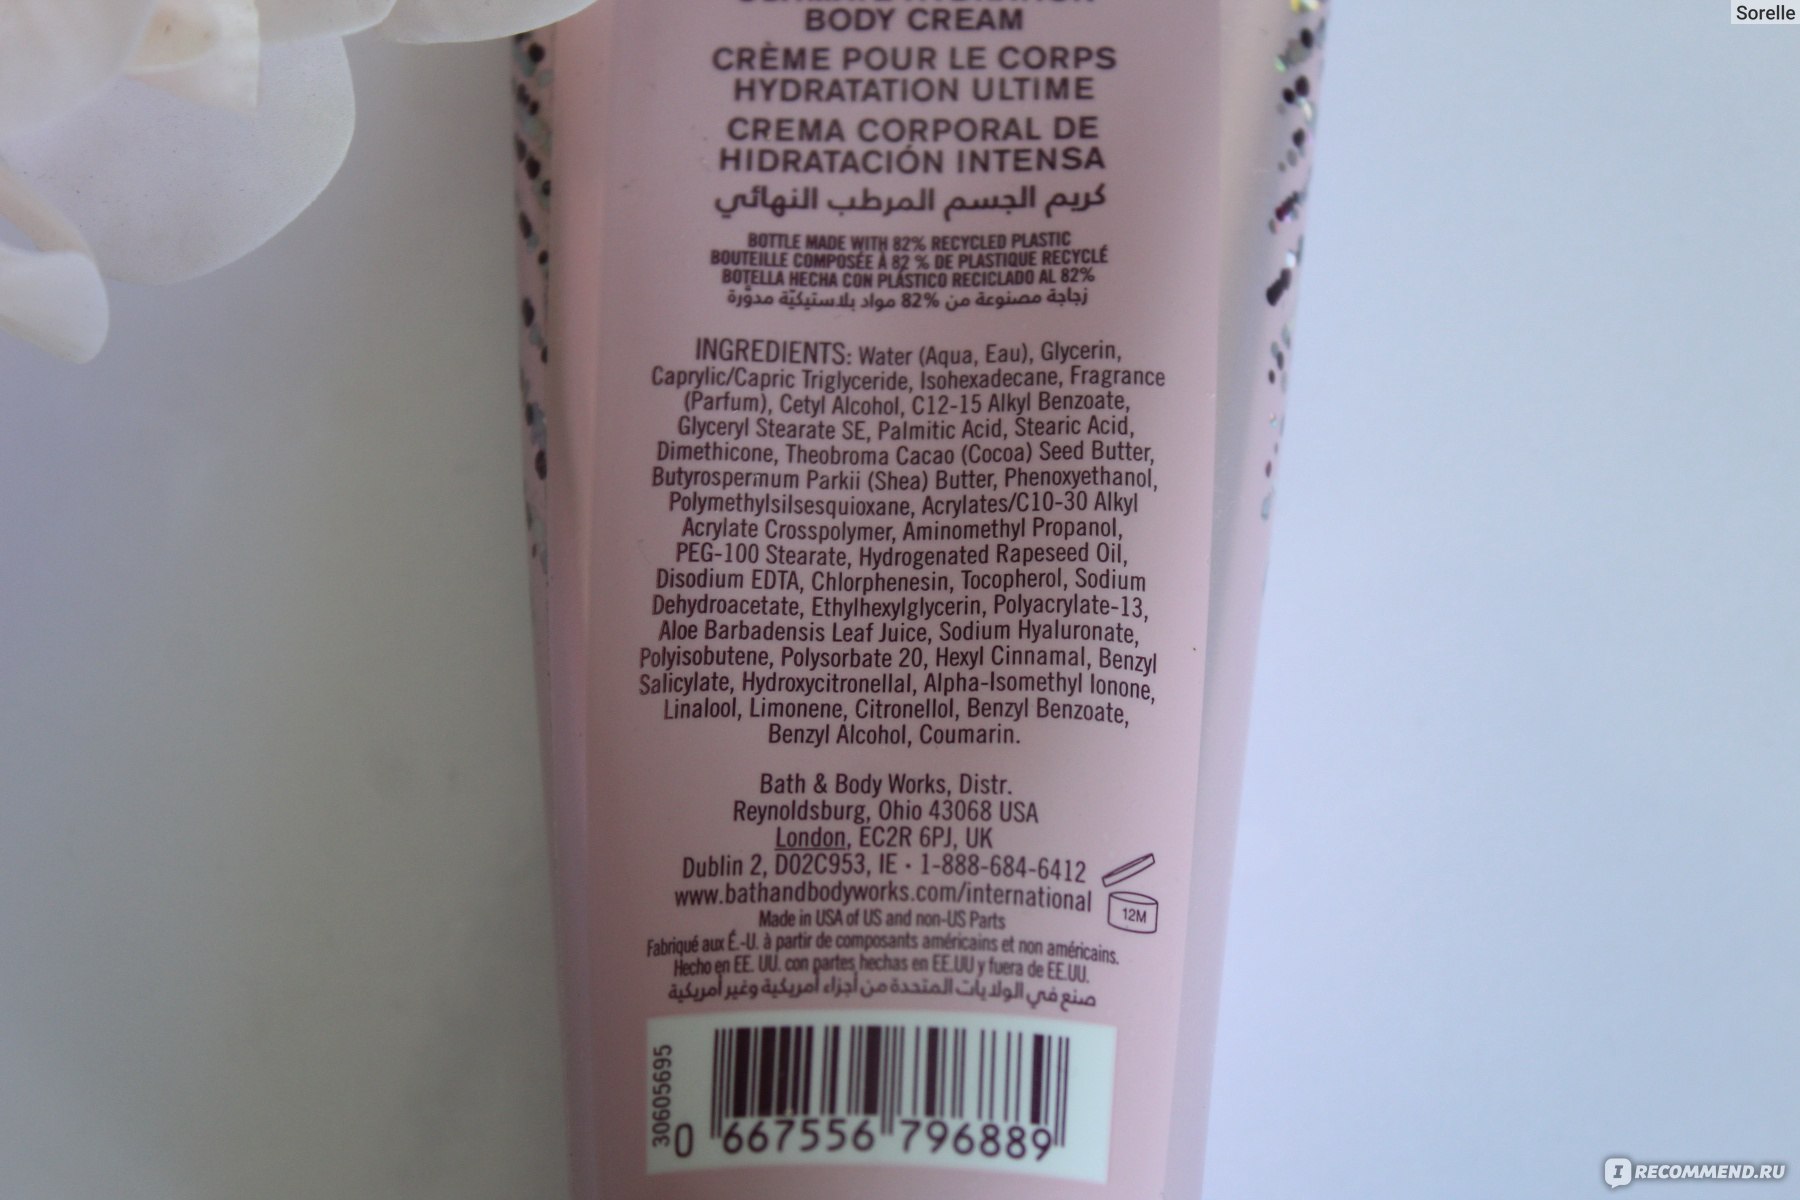 Sorelle
BODY CREAM
CRÈME POUR LE CORPS
HYDRATATION ULTIME
CREMA CORPORAL DE
HIDRATACIÓN INTENSA
كريم الجسم المرطب النهائي
BOTTLE MADE WITH 82% RECYCLED PLASTIC
BOUTEILLE COMPOSÉE À 82 % DE PLASTIQUE RECYCLÉ
BOTELLA HECHA CON PLÁSTICO RECICLADO AL 82%
زجاجة مصنوعة من %82 مواد بلاستيكيّة مدوّرة
INGREDIENTS: Water (Aqua, Eau), Glycerin,
Caprylic/Capric Triglyceride, Isohexadecane, Fragrance
(Parfum), Cetyl Alcohol, C12-15 Alkyl Benzoate,
Glyceryl Stearate SE, Palmitic Acid, Stearic Acid,
Dimethicone, Theobroma Cacao (Cocoa) Seed Butter,
Butyrospermum Parkii (Shea) Butter, Phenoxyethanol,
Polymethylsilsesquioxane, Acrylates/C10-30 Alkyl
Acrylate Crosspolymer, Aminomethyl Propanol,
PEG-100 Stearate, Hydrogenated Rapeseed Oil,
Disodium EDTA, Chlorphenesin, Tocopherol, Sodium
Dehydroacetate, Ethylhexylglycerin, Polyacrylate-13,
Aloe Barbadensis Leaf Juice, Sodium Hyaluronate,
Polyisobutene, Polysorbate 20, Hexyl Cinnamal, Benzyl
Salicylate, Hydroxycitronellal, Alpha-Isomethyl Ionone,
Linalool, Limonene, Citronellol, Benzyl Benzoate,
Benzyl Alcohol, Coumarin.
Bath & Body Works, Distr.
Reynoldsburg, Ohio 43068 USA
London, EC2R 6PJ, UK
Dublin 2, D02C953, IE · 1-888-684-6412
www.bathandbodyworks.com/international
12M
Made in USA of US and non-US Parts
Fabriqué aux É.-U. à partir de composants américains et non américains.
Hecho en EE. UU. con partes hechas en EE.UU y fuera de EE.UU.
صنع في الولايات المتحدة من أجزاء أمريكية وغير أمريكية
30605695
0 667556 796889
IRECOMMEND.RU